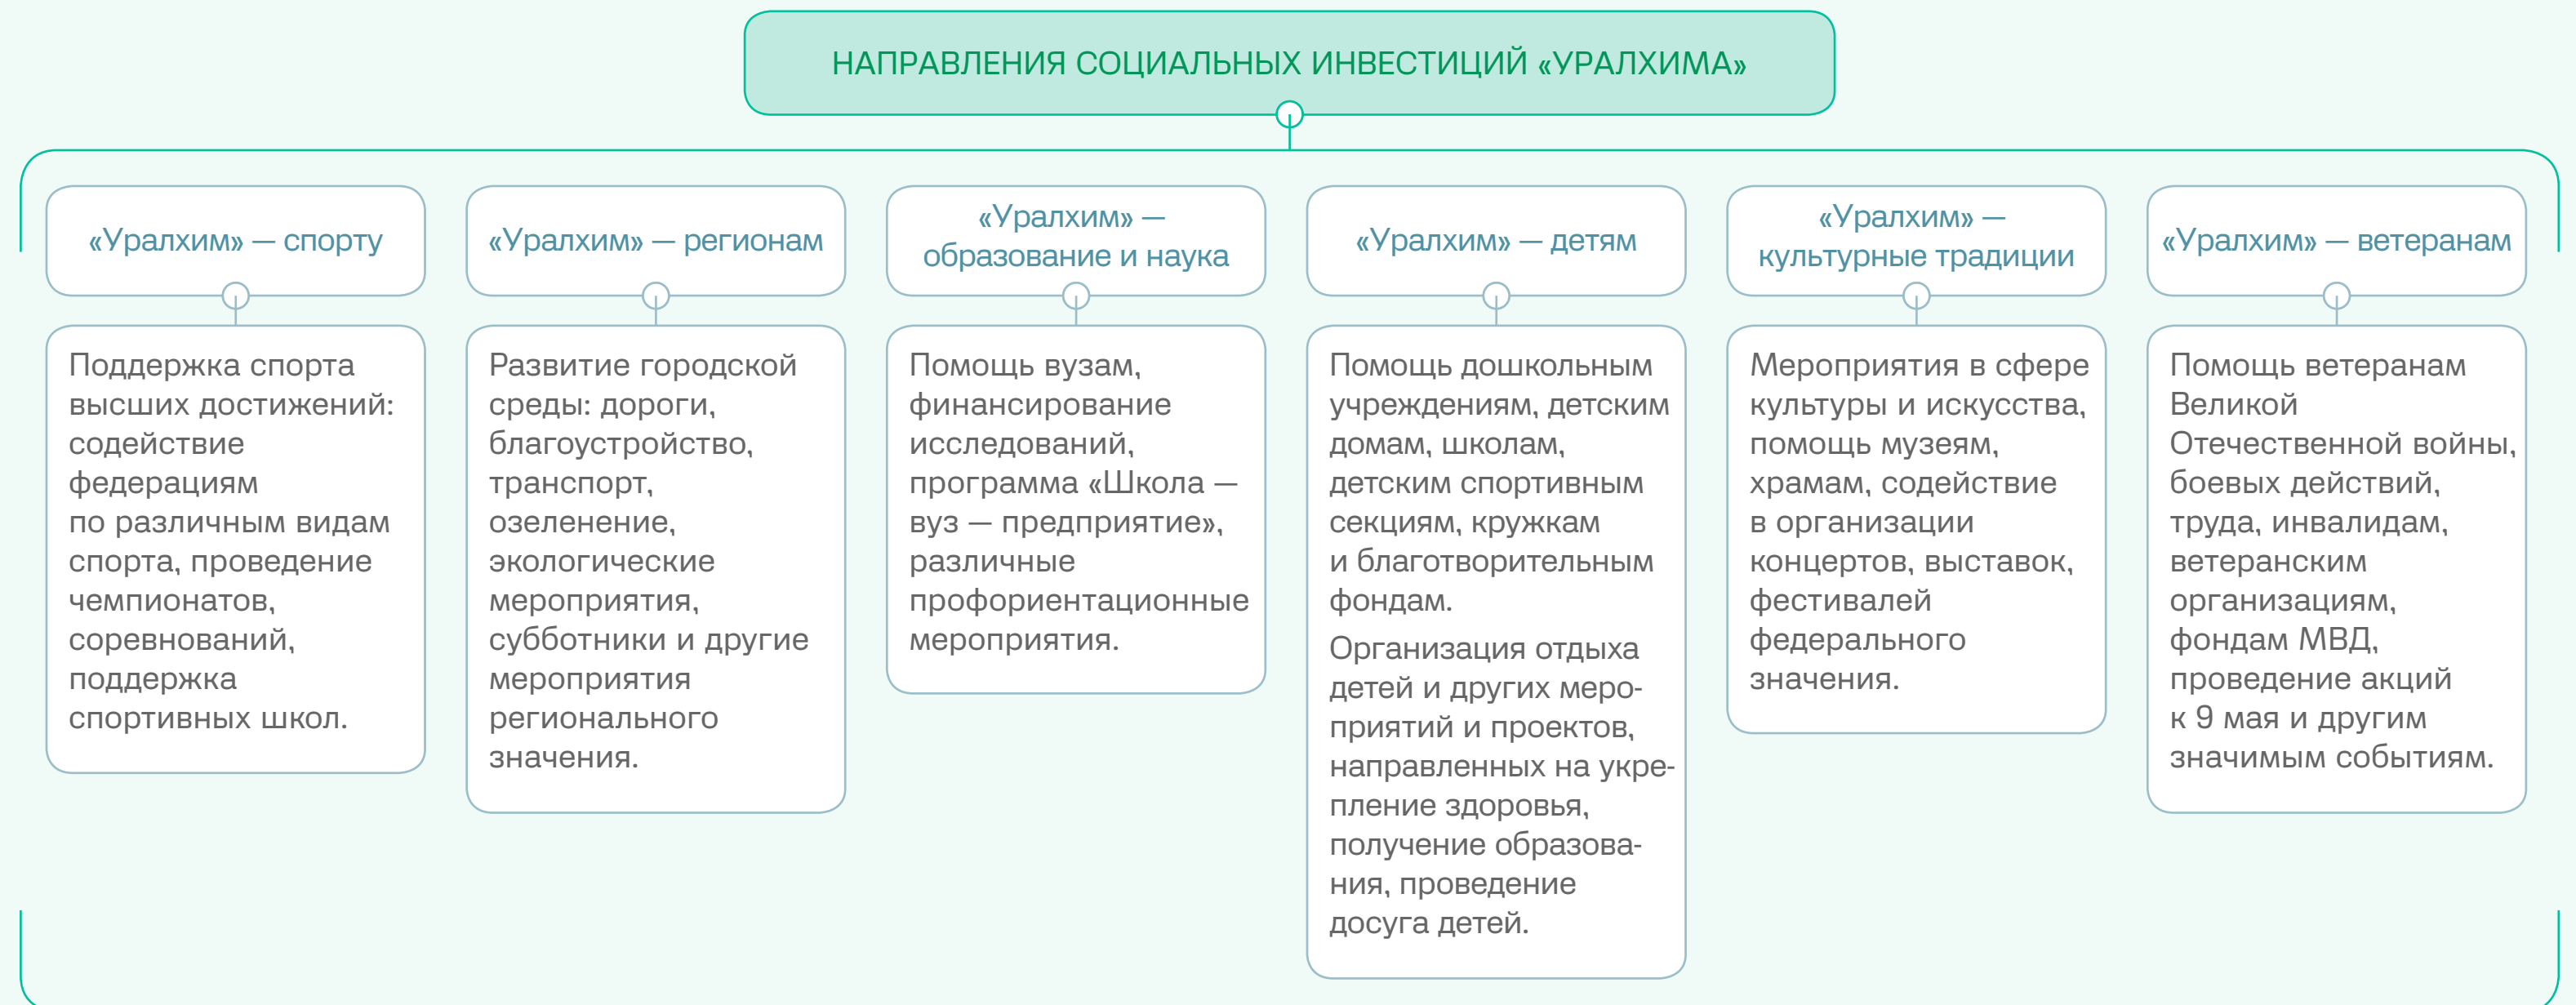 НАПРАВЛЕНИЯ СОЦИАЛЬНЫХ ИНВЕСТИЦИЙ «УРАЛХИМА»
«Уралхим» — спорту
Поддержка спорта
высших достижений:
содействие
федерациям
по различным видам
спорта, проведение
чемпионатов,
соревнований,
поддержка
спортивных школ.
«Уралхим» — регионам
Развитие городской
среды: дороги,
благоустройство,
транспорт,
озеленение,
экологические
мероприятия,
субботники и другие
мероприятия
регионального
значения.
«Уралхим» —
образование и наука
Помощь вузам,
финансирование
исследований,
программа «Школа —
вуз — предприятие»,
различные
профориентационные
мероприятия.
«Уралхим» — детям
Помощь дошкольным
учреждениям, детским
домам, школам,
детским спортивным
секциям, кружкам
и благотворительным
фондам.
Организация отдыха
детей и других меро-
приятий и проектов,
направленных на укре-
пление здоровья,
получение образова-
ния, проведение
досуга детей.
«Уралхим» —
культурные традиции
Мероприятия в сфере
культуры и искусства,
помощь музеям,
храмам, содействие
в организации
концертов, выставок,
фестивалей
федерального
значения.
«Уралхим» — ветеранам
Помощь ветеранам
Великой
Отечественной войны,
боевых действий,
труда, инвалидам,
ветеранским
организациям,
фондам МВД,
проведение акций
к 9 мая и другим
значимым событиям.